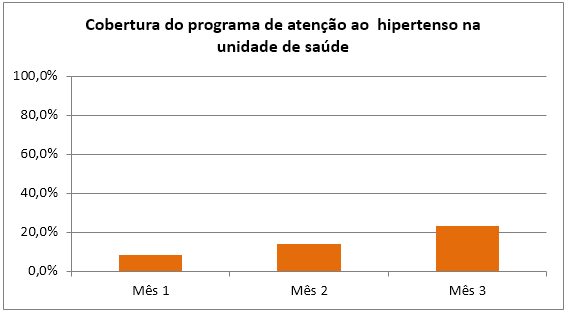 Cobertura do programa de atenção ao  hipertenso na
unidade de saúde
100,0%
80,0%
60,0%
40,0%
20,0%
0,0%
Mês 1
Mês 2
Mês 3